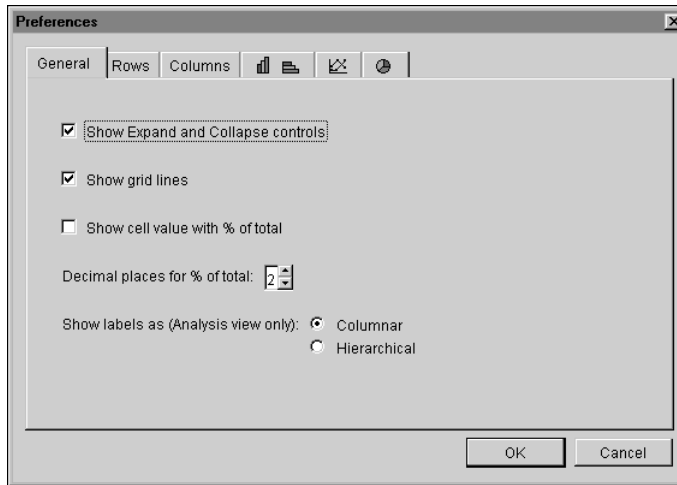 Preferences
General Rows Columns
Show Expand and Collapse controls
Show grid lines
Show cell value with % of total
Decimal places for % of total: 2
Show labels as (Analysis view only): Columnar
Hierarchical
OK Cancel